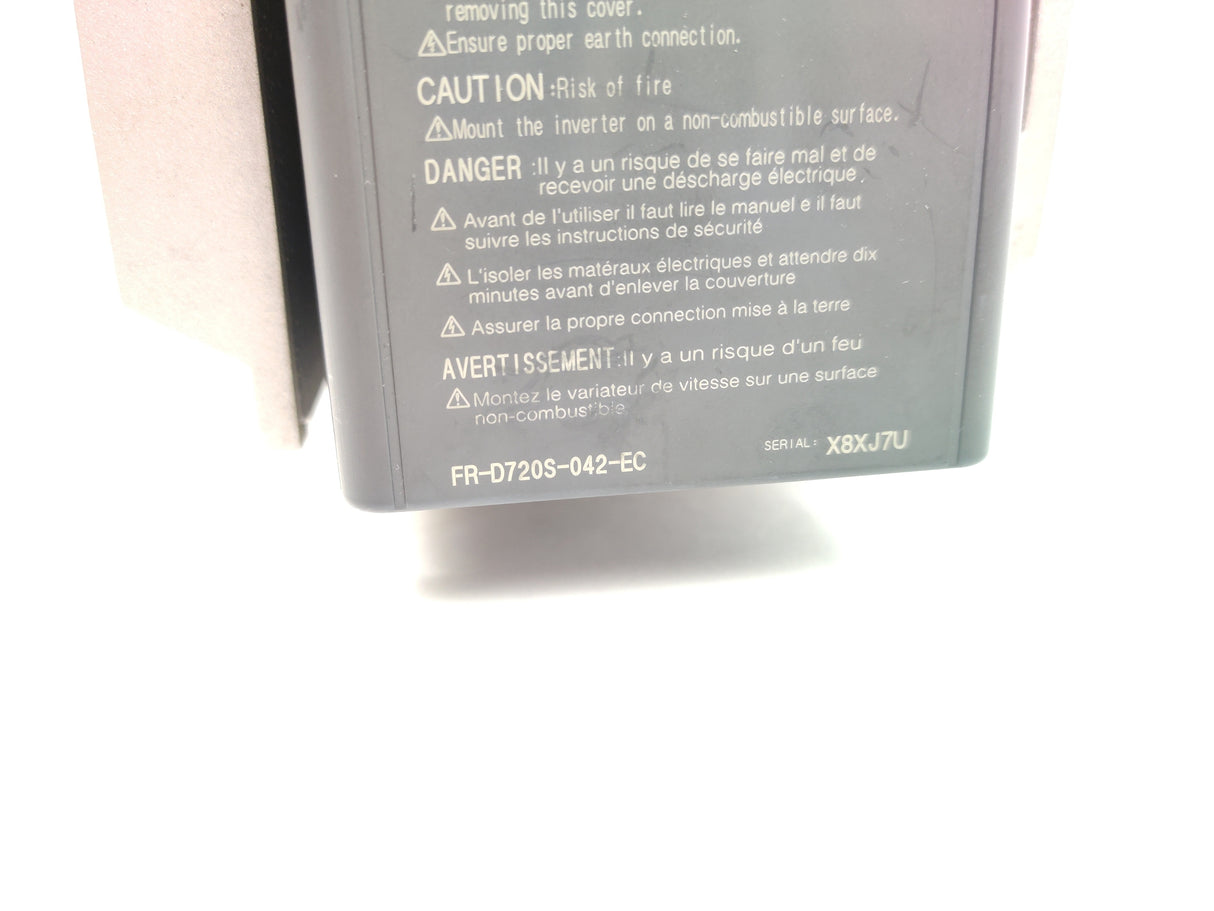 removing this cover.
Ensure proper earth connection.
CAUTION :Risk of fire
Mount the inverter on a non-combustible surface.
DANGER :Il y a un risque de se faire mal et de
recevoir une déscharge électrique.
Avant de l'utiliser il faut lire le manuel e il faut
suivre les instructions de sécurité
L'isoler les matéraux électriques et attendre dix
minutes avant d'enlever la couverture
Assurer la propre connection mise à la terre
AVERTISSEMENT:Il y a un risque d'un feu
Montez le variateur de vitesse sur une surface
non-combustible.
FR-D720S-042-EC SERIAL: X8XJ7U